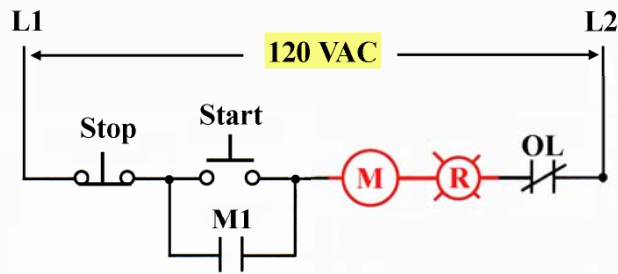 L1 L2
120 VAC
Stop Start
M R OL
M1